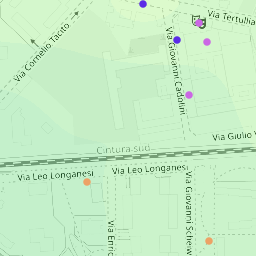 Via Tertullia
Via Cornelio Tacito
Via Giovanni Cadolini
Via Giulio V
Cintura sud
Via Leo Longanesi
Via Leo Longanesi
Via Enric
Via Giovanni Scheiw